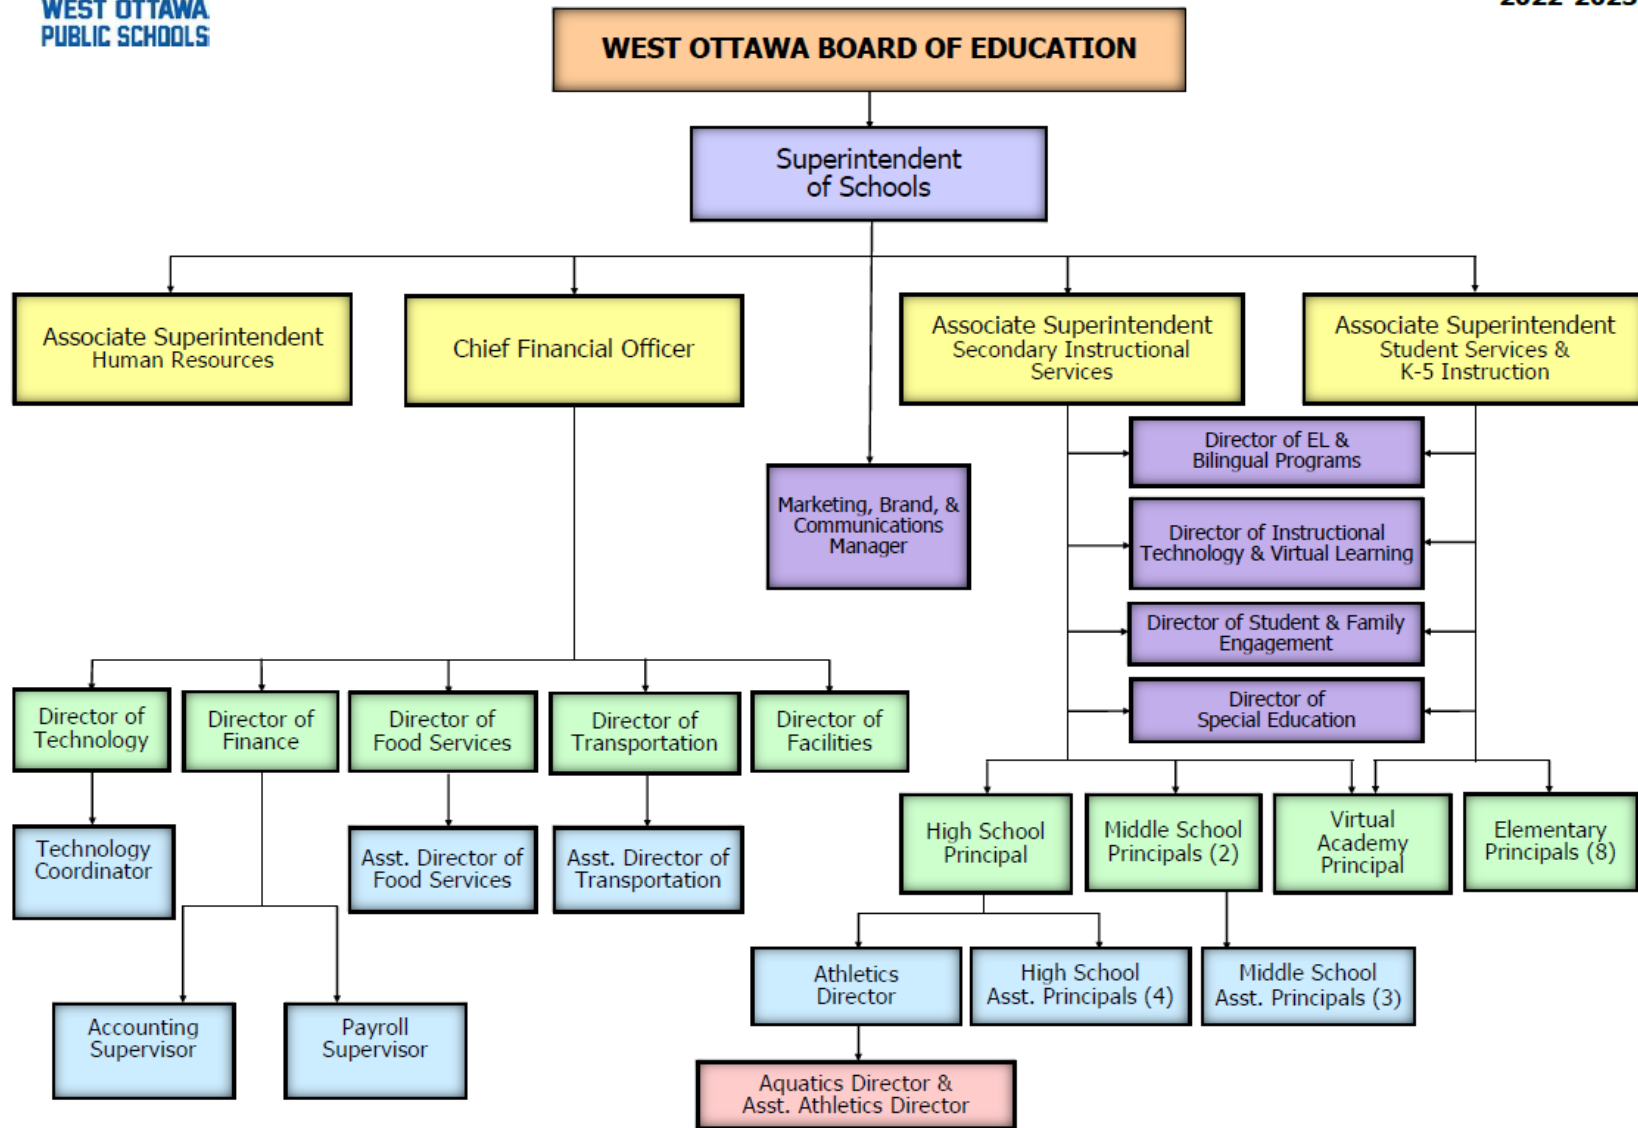 WEST OTTAWA
PUBLIC SCHOOLS
2022-2023
WEST OTTAWA BOARD OF EDUCATION
Superintendent
of Schools
Associate Superintendent
Human Resources
Chief Financial Officer
Associate Superintendent
Secondary Instructional
Services
Associate Superintendent
Student Services &
K-5 Instruction
Marketing, Brand, &
Communications
Manager
Director of EL &
Bilingual Programs
Director of Instructional
Technology & Virtual Learning
Director of Student & Family
Engagement
Director of
Special Education
Director of
Technology
Director of
Finance
Director of
Food Services
Director of
Transportation
Director of
Facilities
High School
Principal
Middle School
Principals (2)
Virtual
Academy
Principal
Elementary
Principals (8)
Technology
Coordinator
Asst. Director of
Food Services
Asst. Director of
Transportation
Athletics
Director
High School
Asst. Principals (4)
Middle School
Asst. Principals (3)
Accounting
Supervisor
Payroll
Supervisor
Aquatics Director &
Asst. Athletics Director